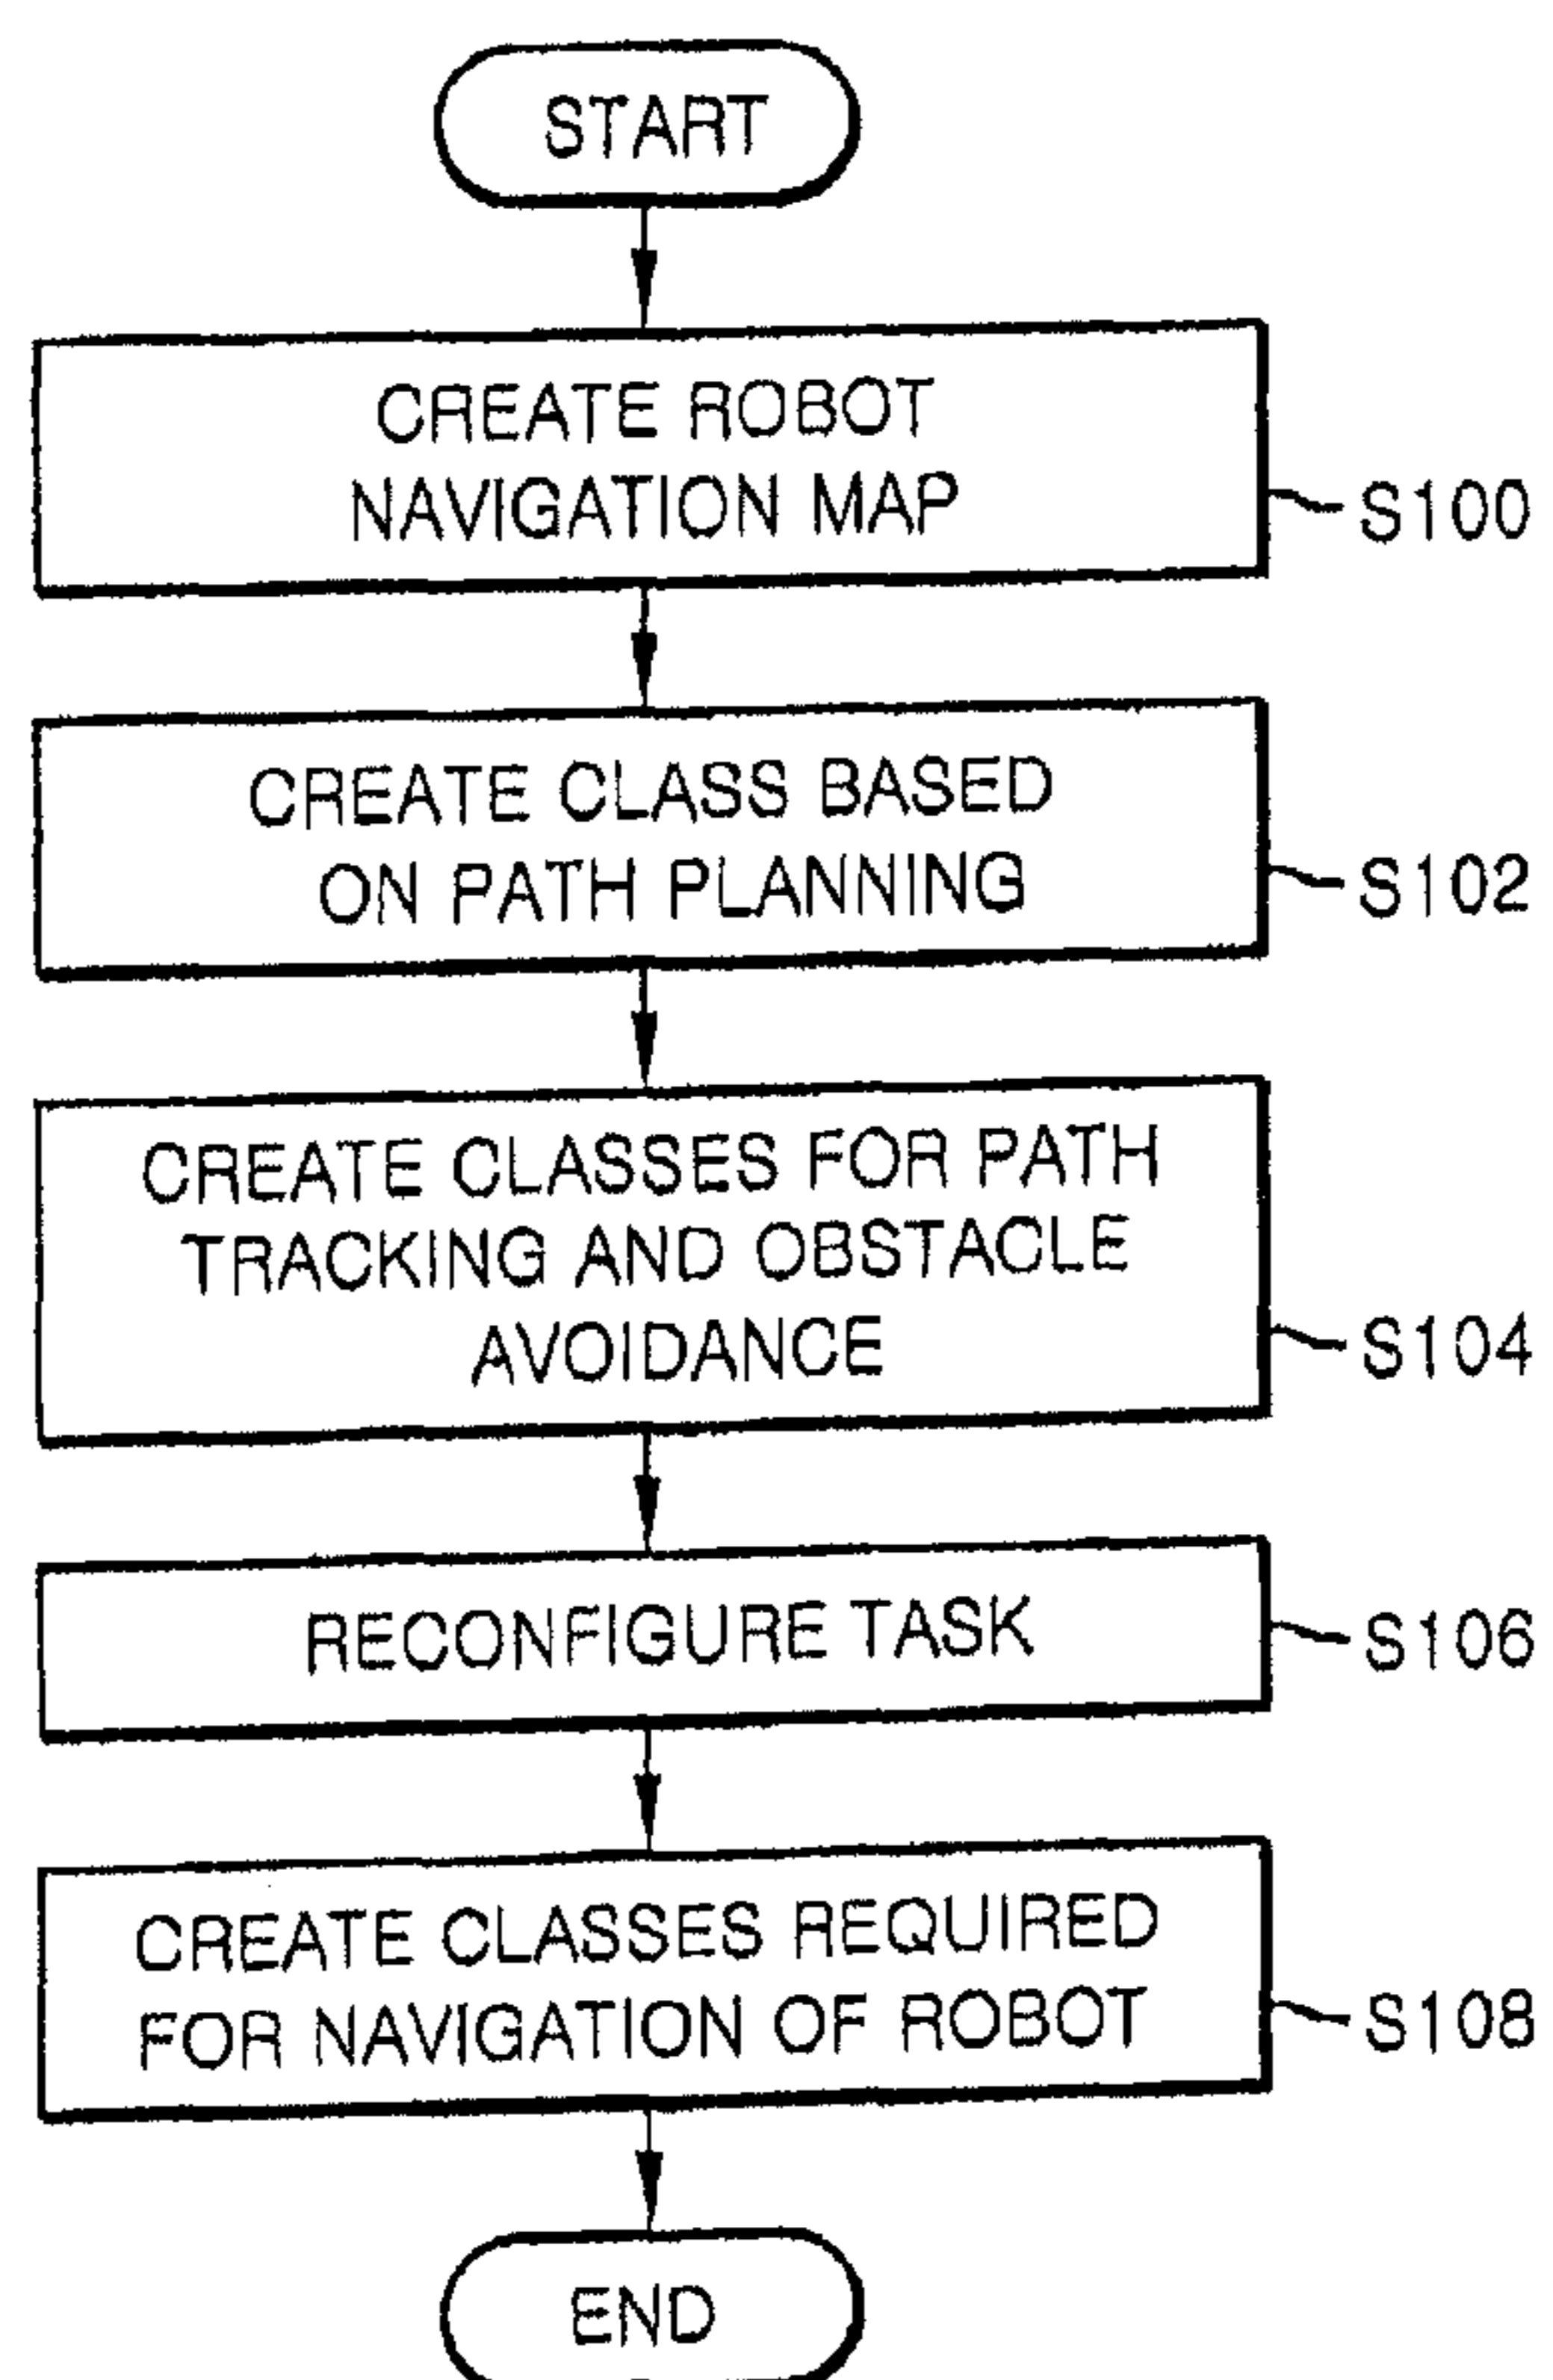 START
CREATE ROBOT
NAVIGATION MAP
S100
CREATE CLASS BASED
ON PATH PLANNING
S102
CREATE CLASSES FOR PATH
TRACKING AND OBSTACLE
AVOIDANCE
S104
RECONFIGURE TASK
S106
CREATE CLASSES REQUIRED
FOR NAVIGATION OF ROBOT
S108
END